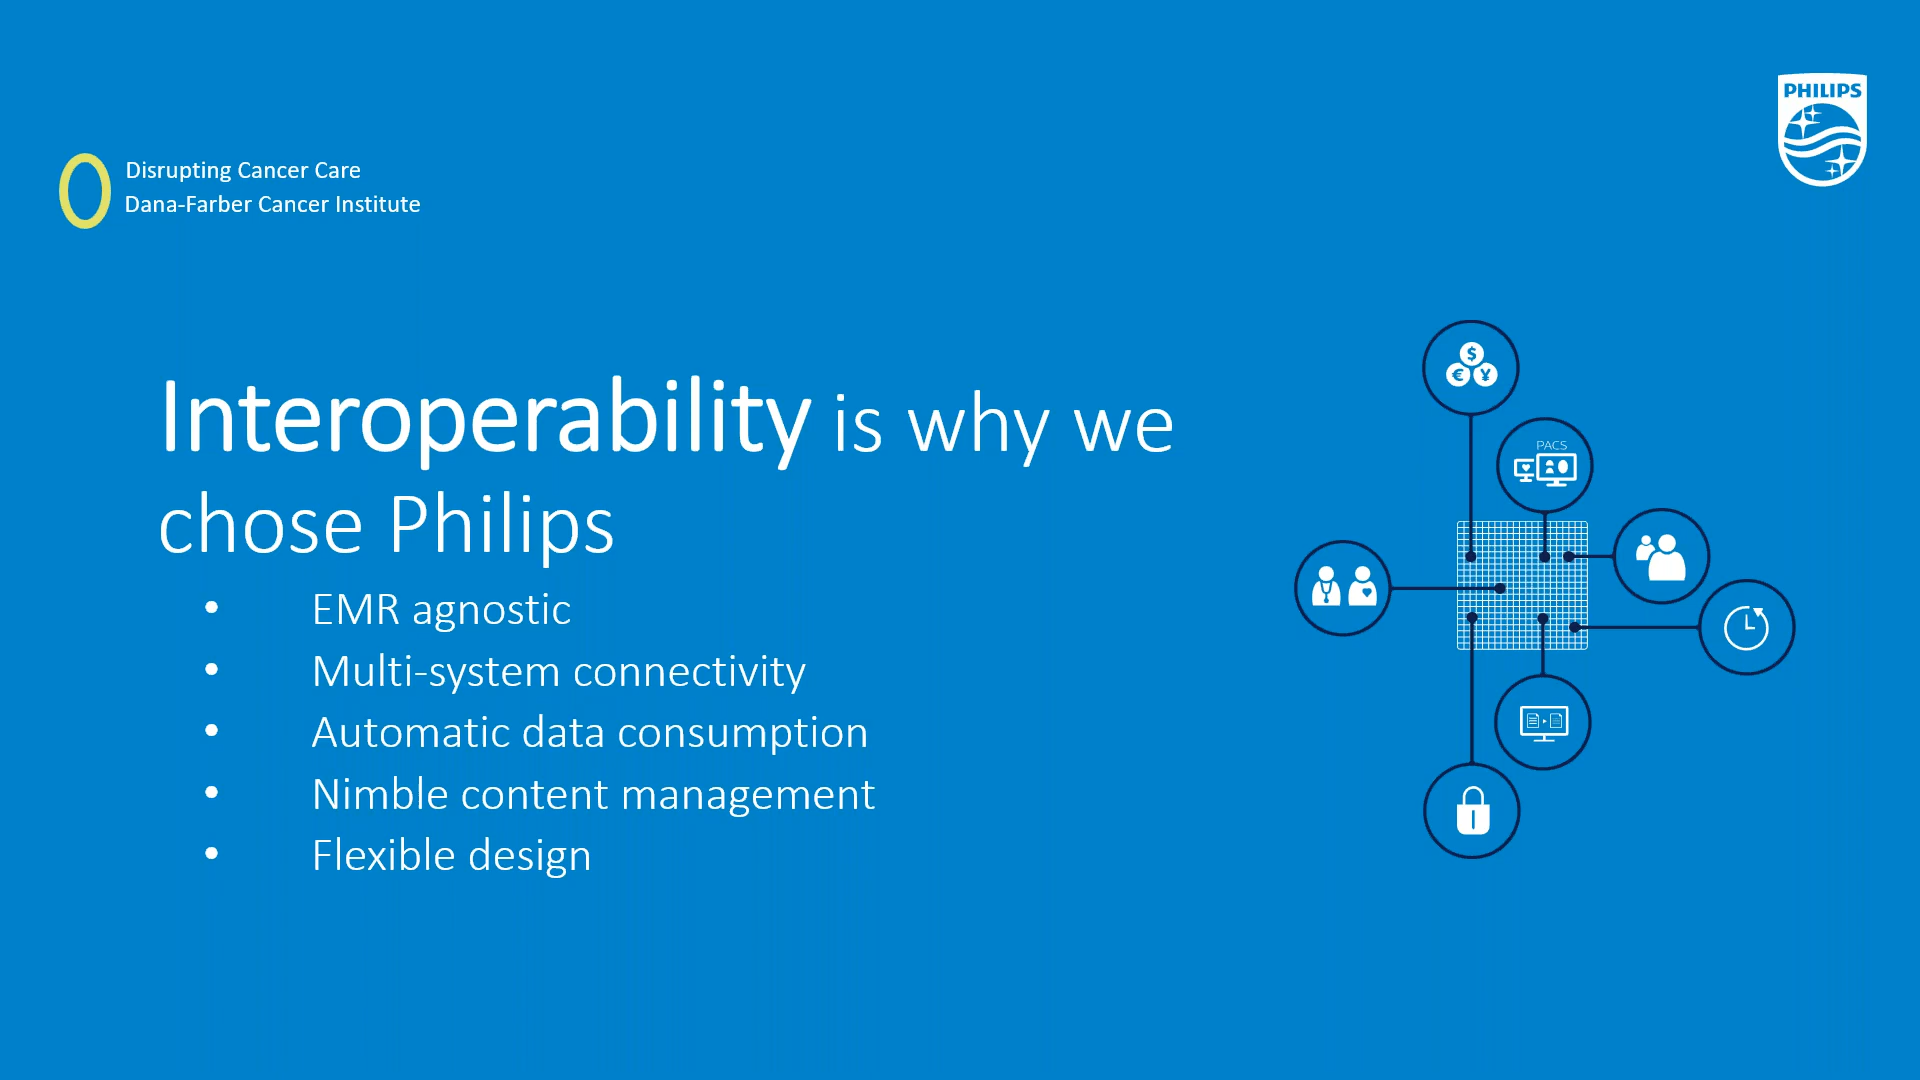 PHILIPS
Disrupting Cancer Care
Dana-Farber Cancer Institute
Interoperability is why we
chose Philips
• EMR agnostic
• Multi-system connectivity
• Automatic data consumption
• Nimble content management
• Flexible design
$
€ ¥
PACS